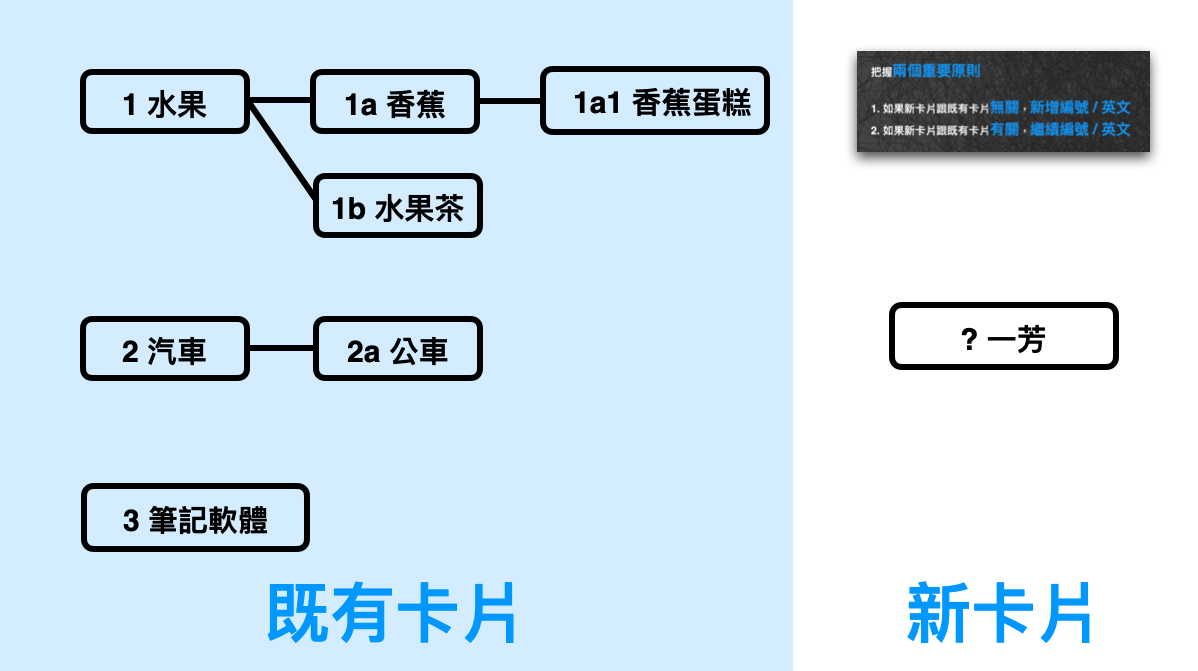 1 水果
1a 香蕉
1a1 香蕉蛋糕
1b 水果茶
2 汽車
2a 公車
3 筆記軟體
既有卡片
把握兩個重要原則
1. 如果新卡片跟既有卡片無關，新增編號 / 英文
2. 如果新卡片跟既有卡片有關，繼續編號 / 英文
? 一芳
新卡片